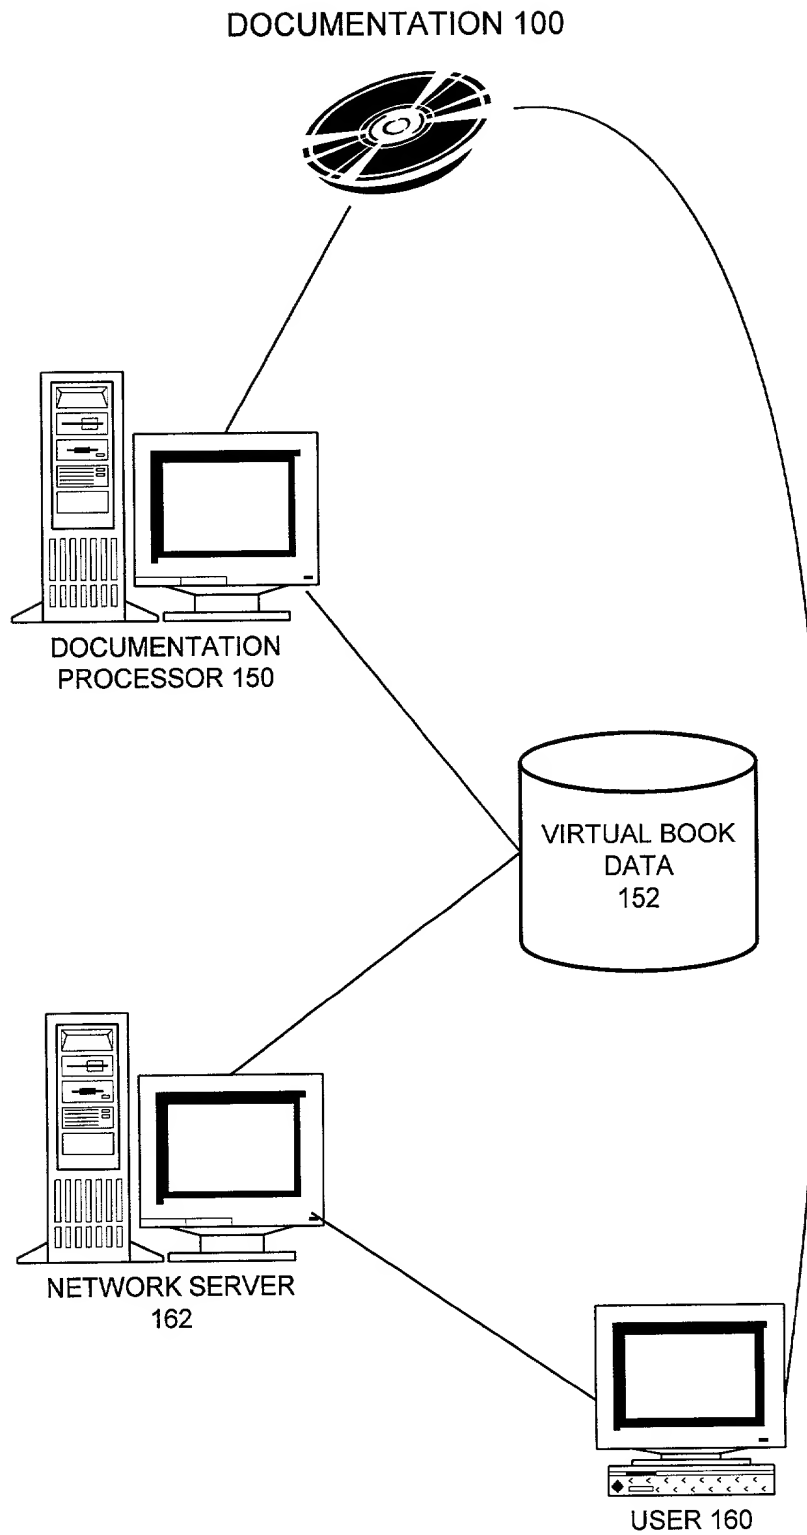 DOCUMENTATION 100
DOCUMENTATION
PROCESSOR 150
VIRTUAL BOOK
DATA
152
NETWORK SERVER
162
USER 160